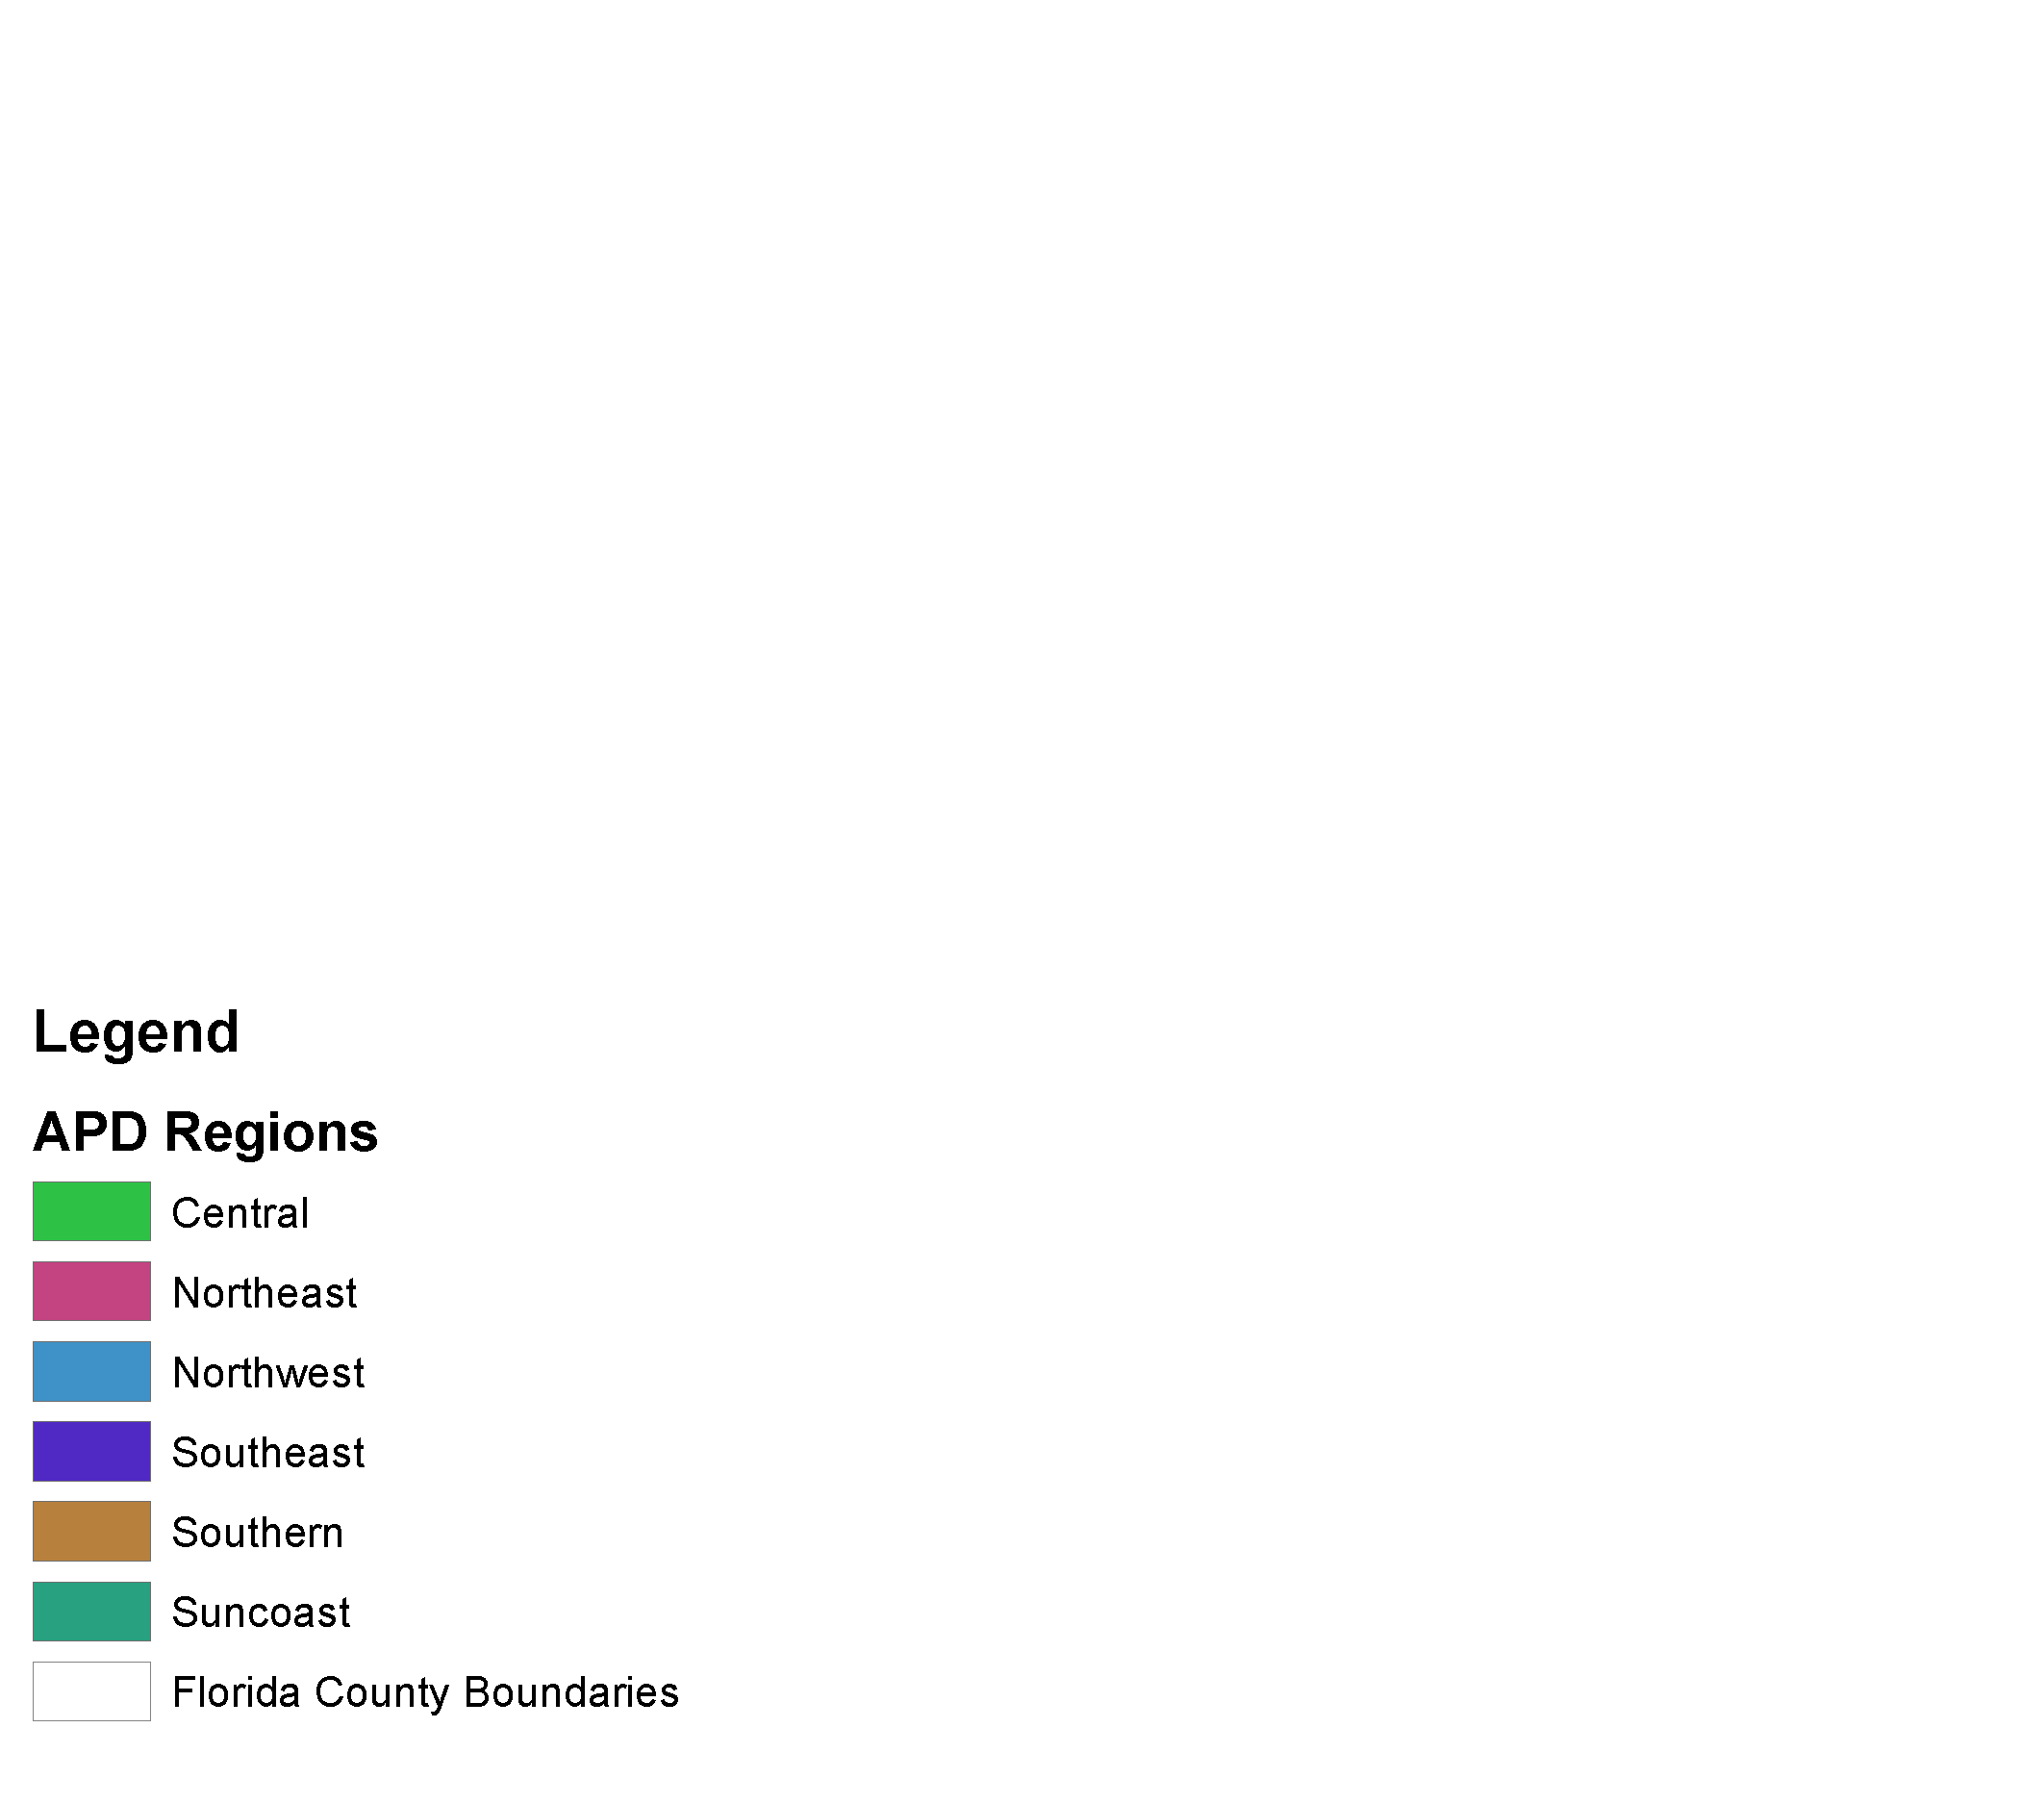 Legend
APD Regions
Central
Northeast
Northwest
Southeast
Southern
Suncoast
Florida County Boundaries